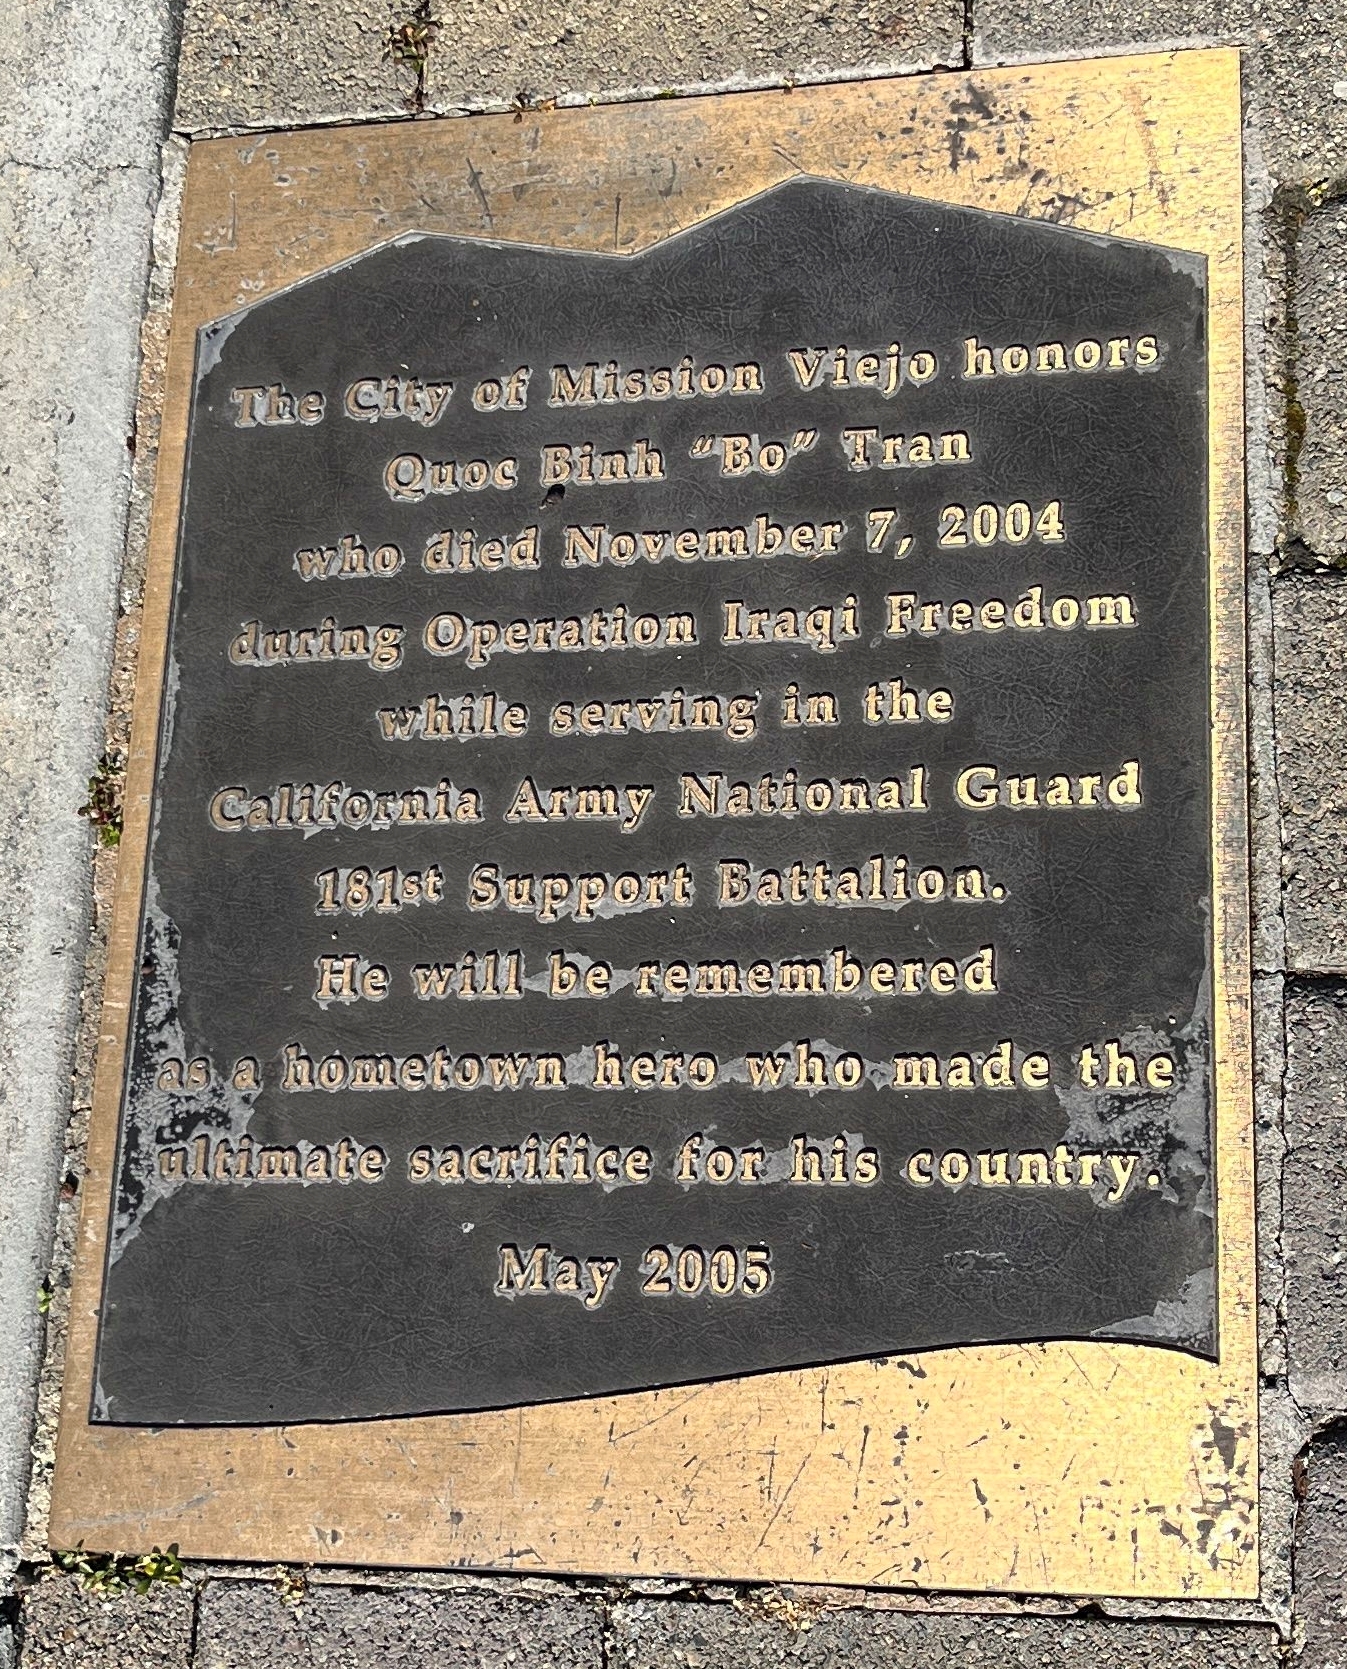 The City of Mission Viejo honors
Quoc Binh “Bo” Tran
who died November 7, 2004
during Operation Iraqi Freedom
while serving in the
California Army National Guard
181st Support Battalion.
He will be remembered
as a hometown hero who made the
ultimate sacrifice for his country.
May 2005